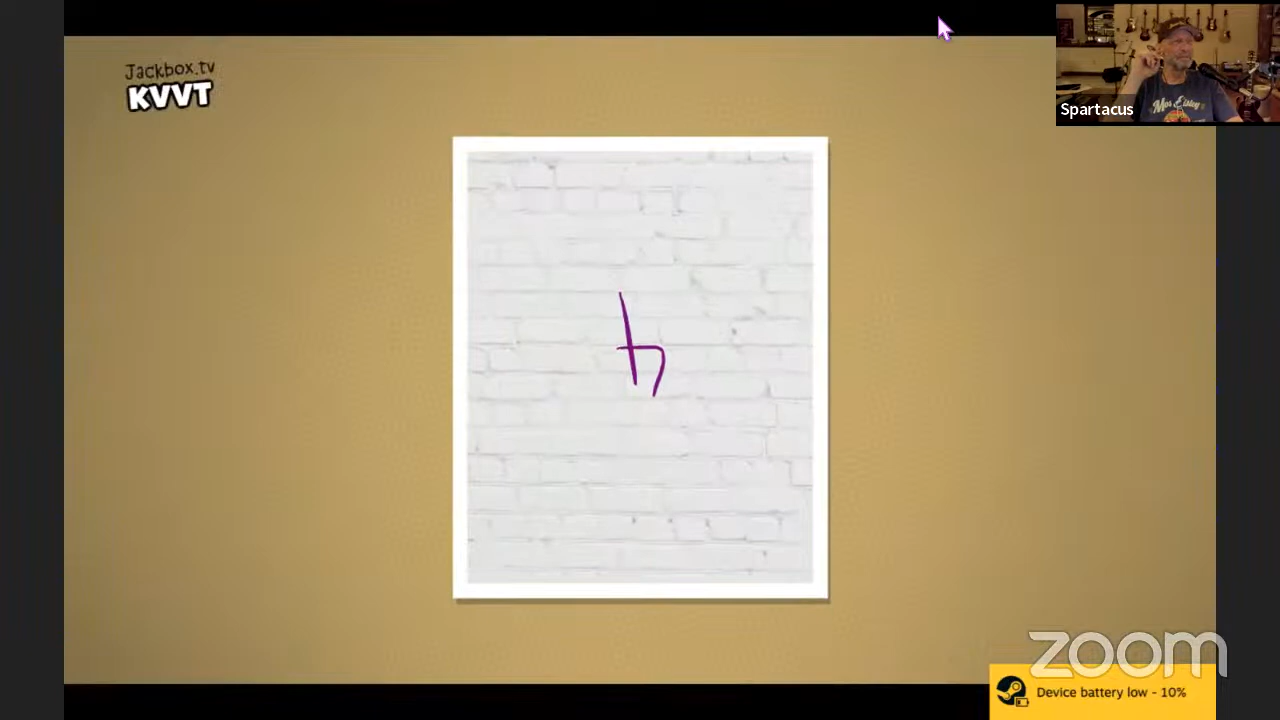 Jackbox.tv
KVVT
Spartacus
h
zoom
Device battery low - 10%